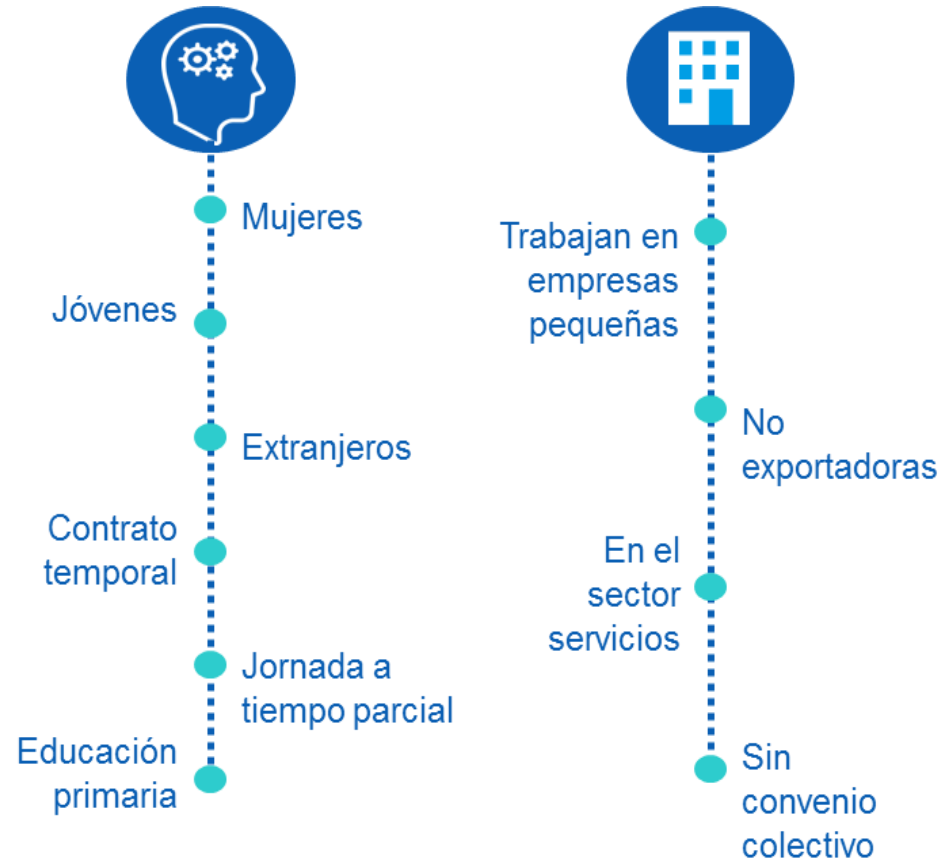 Mujeres
Jóvenes
Extranjeros
Contrato
temporal
Jornada a
tiempo parcial
Educación
primaria
Trabajan en
empresas
pequeñas
No
exportadoras
En el
sector
servicios
Sin
convenio
colectivo